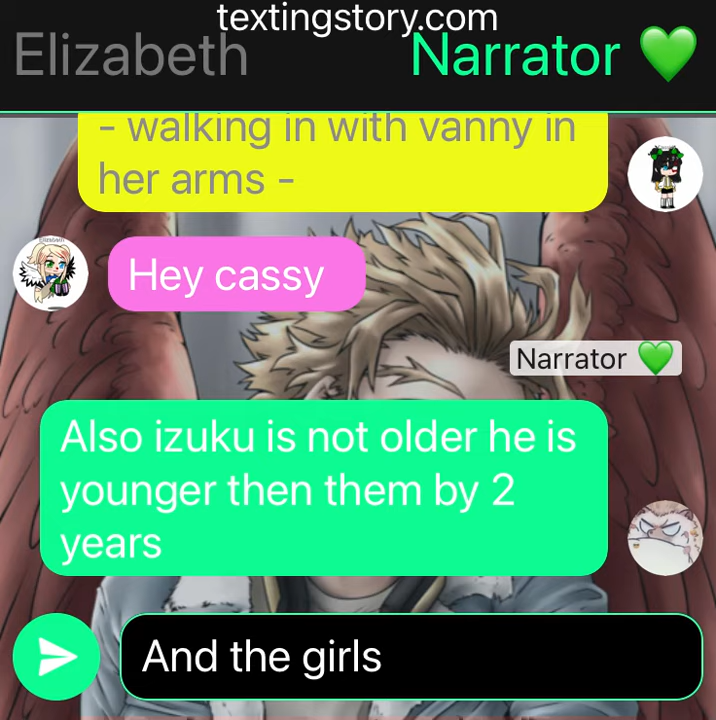 textingstory.com
Elizabeth
Narrator 💚
- walking in with vanny in
her arms -
Hey cassy
Narrator 💚
Also izuku is not older he is
younger then them by 2
years
And the girls